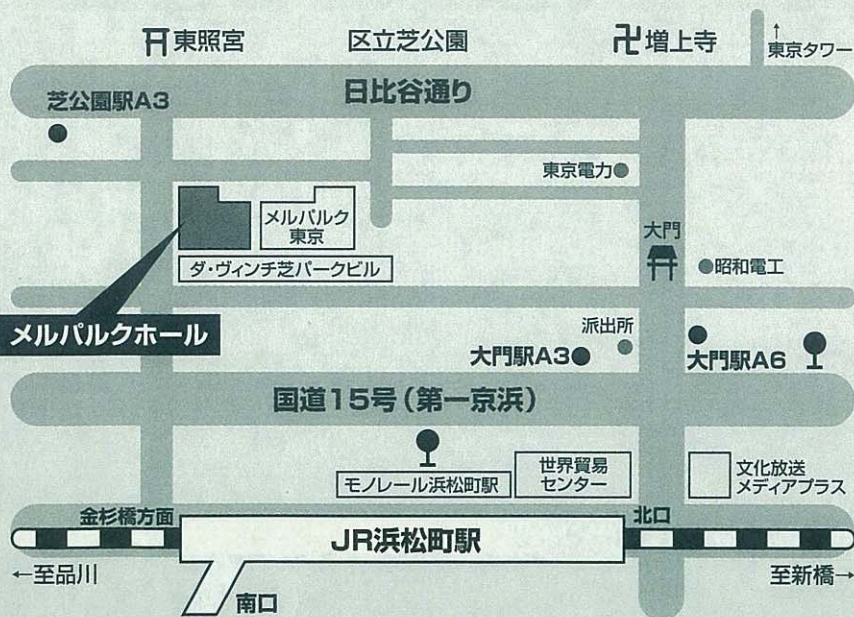 東照宮
区立芝公園
卍増上寺
↑
東京タワー
日比谷通り
芝公園駅A3
東京電力
メルパルク
東京
大門
ダ・ヴィンチ芝パークビル
昭和電工
メルパルクホール
派出所
大門駅A3
大門駅A6
国道15号(第一京浜)
モノレール浜松町駅
世界貿易
センター
文化放送
メディアプラス
金杉橋方面
北口
JR浜松町駅
←至品川
至新橋→
南口